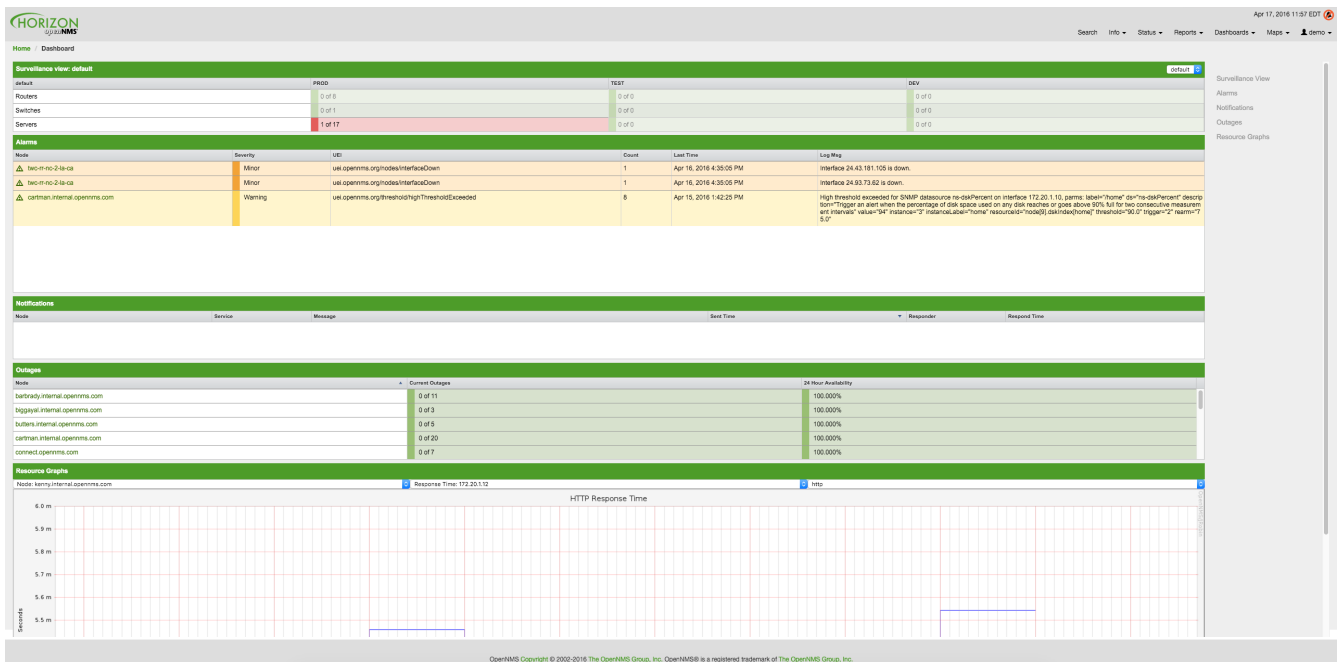 HORIZON
openNMS
Apr 17, 2016 11:57 EDT
Search Info Status Reports Dashboards Maps demo
Home / Dashboard
Surveillance view: default default
default PROD TEST DEV
Routers 0 of 8 0 of 0 0 of 0
Switches 0 of 1 0 of 0 0 of 0
Servers 1 of 17 0 of 0 0 of 0
Surveillance View
Alarms
Notifications
Outages
Resource Graphs
Alarms
Node Severity UEI Count Last Time Log Msg
twc-rr-nc-2-la-ca Minor uei.opennms.org/nodes/interfaceDown 1 Apr 16, 2016 4:35:05 PM Interface 24.43.181.105 is down.
twc-rr-nc-2-la-ca Minor uei.opennms.org/nodes/interfaceDown 1 Apr 16, 2016 4:35:05 PM Interface 24.93.73.62 is down.
cartman.internal.opennms.com Warning uei.opennms.org/threshold/highThresholdExceeded 8 Apr 15, 2016 1:42:25 PM High threshold exceeded for SNMP datasource ns-dskPercent on interface 172.20.1.10, parms: label="/home" ds="ns-dskPercent" descrip
tion="Trigger an alert when the percentage of disk space used on any disk reaches or goes above 90% full for two consecutive measurem
ent intervals" value="94" instance="3" instanceLabel="home" resourceId="node[9].dskIndex[home]" threshold="90.0" trigger="2" rearm="7
5.0"
Notifications
Node Service Message Sent Time Responder Respond Time
Outages
Node Current Outages 24 Hour Availability
barbrady.internal.opennms.com 0 of 11 100.000%
biggayal.internal.opennms.com 0 of 3 100.000%
butters.internal.opennms.com 0 of 5 100.000%
cartman.internal.opennms.com 0 of 20 100.000%
connect.opennms.com 0 of 7 100.000%
Resource Graphs
Node: kenny.internal.opennms.com Response Time: 172.20.1.12 http
HTTP Response Time
6.0 m
5.9 m
5.8 m
5.7 m
5.6 m
5.5 m
Seconds
OpenNMS Copyright © 2002-2016 The OpenNMS Group, Inc. OpenNMS® is a registered trademark of The OpenNMS Group, Inc.